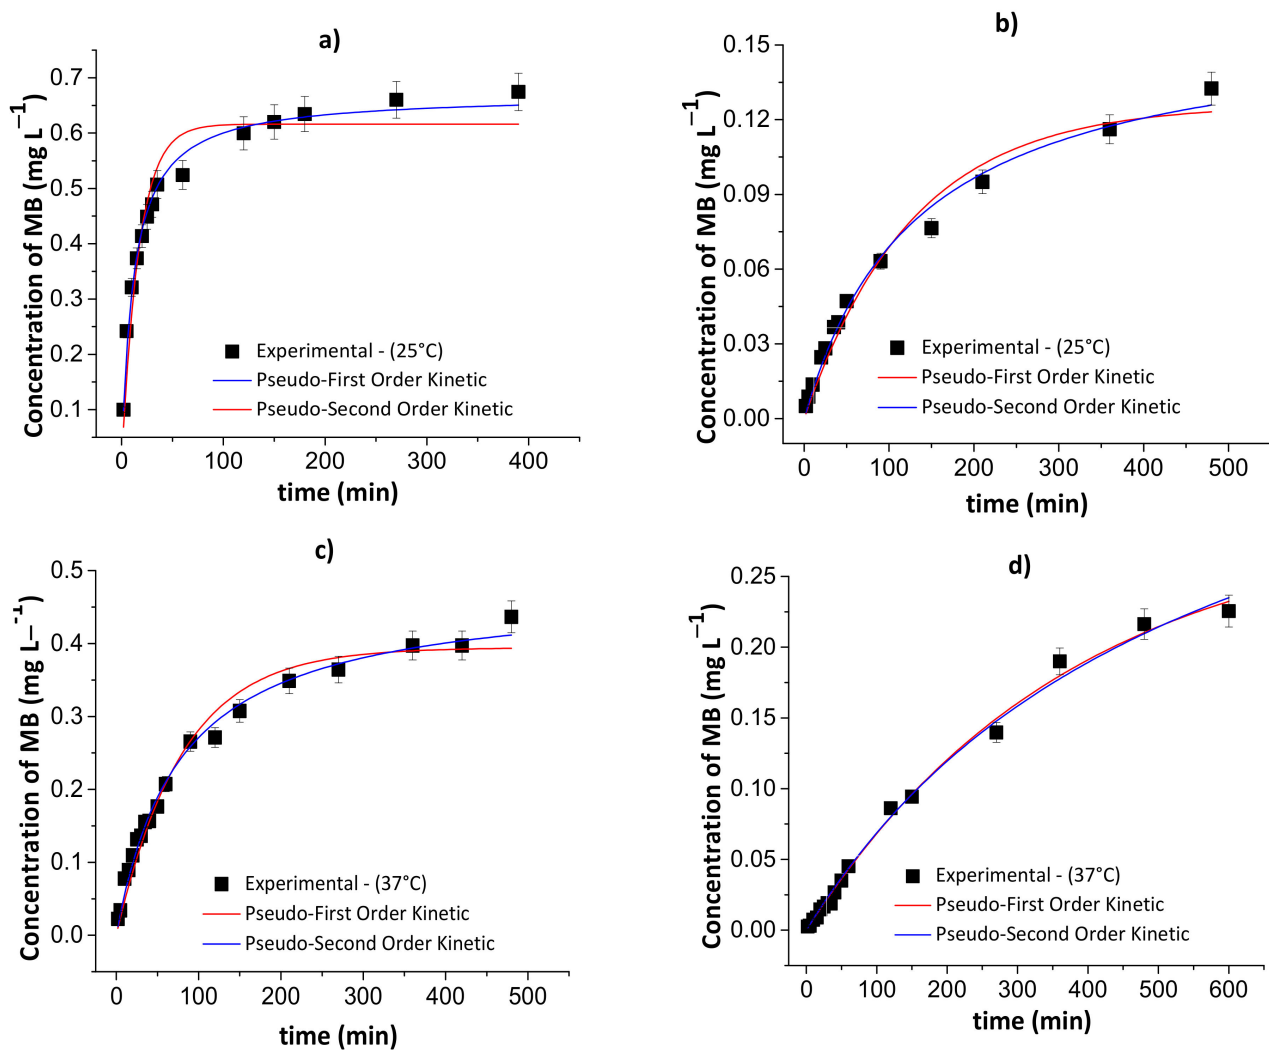 a)
Concentration of MB (mg L⁻¹)
0.7
0.6
0.5
0.4
0.3
0.2
0.1
Experimental - (25°C)
Pseudo-First Order Kinetic
Pseudo-Second Order Kinetic
0 100 200 300 400
time (min)
b)
Concentration of MB (mg L⁻¹)
0.15
0.12
0.09
0.06
0.03
0.00
Experimental - (25°C)
Pseudo-First Order Kinetic
Pseudo-Second Order Kinetic
0 100 200 300 400 500
time (min)
c)
Concentration of MB (mg L–⁻¹)
0.5
0.4
0.3
0.2
0.1
0.0
Experimental - (37°C)
Pseudo-First Order Kinetic
Pseudo-Second Order Kinetic
0 100 200 300 400 500
time (min)
d)
Concentration of MB (mg L⁻¹)
0.25
0.20
0.15
0.10
0.05
0.00
Experimental - (37°C)
Pseudo-First Order Kinetic
Pseudo-Second Order Kinetic
0 100 200 300 400 500 600
time (min)